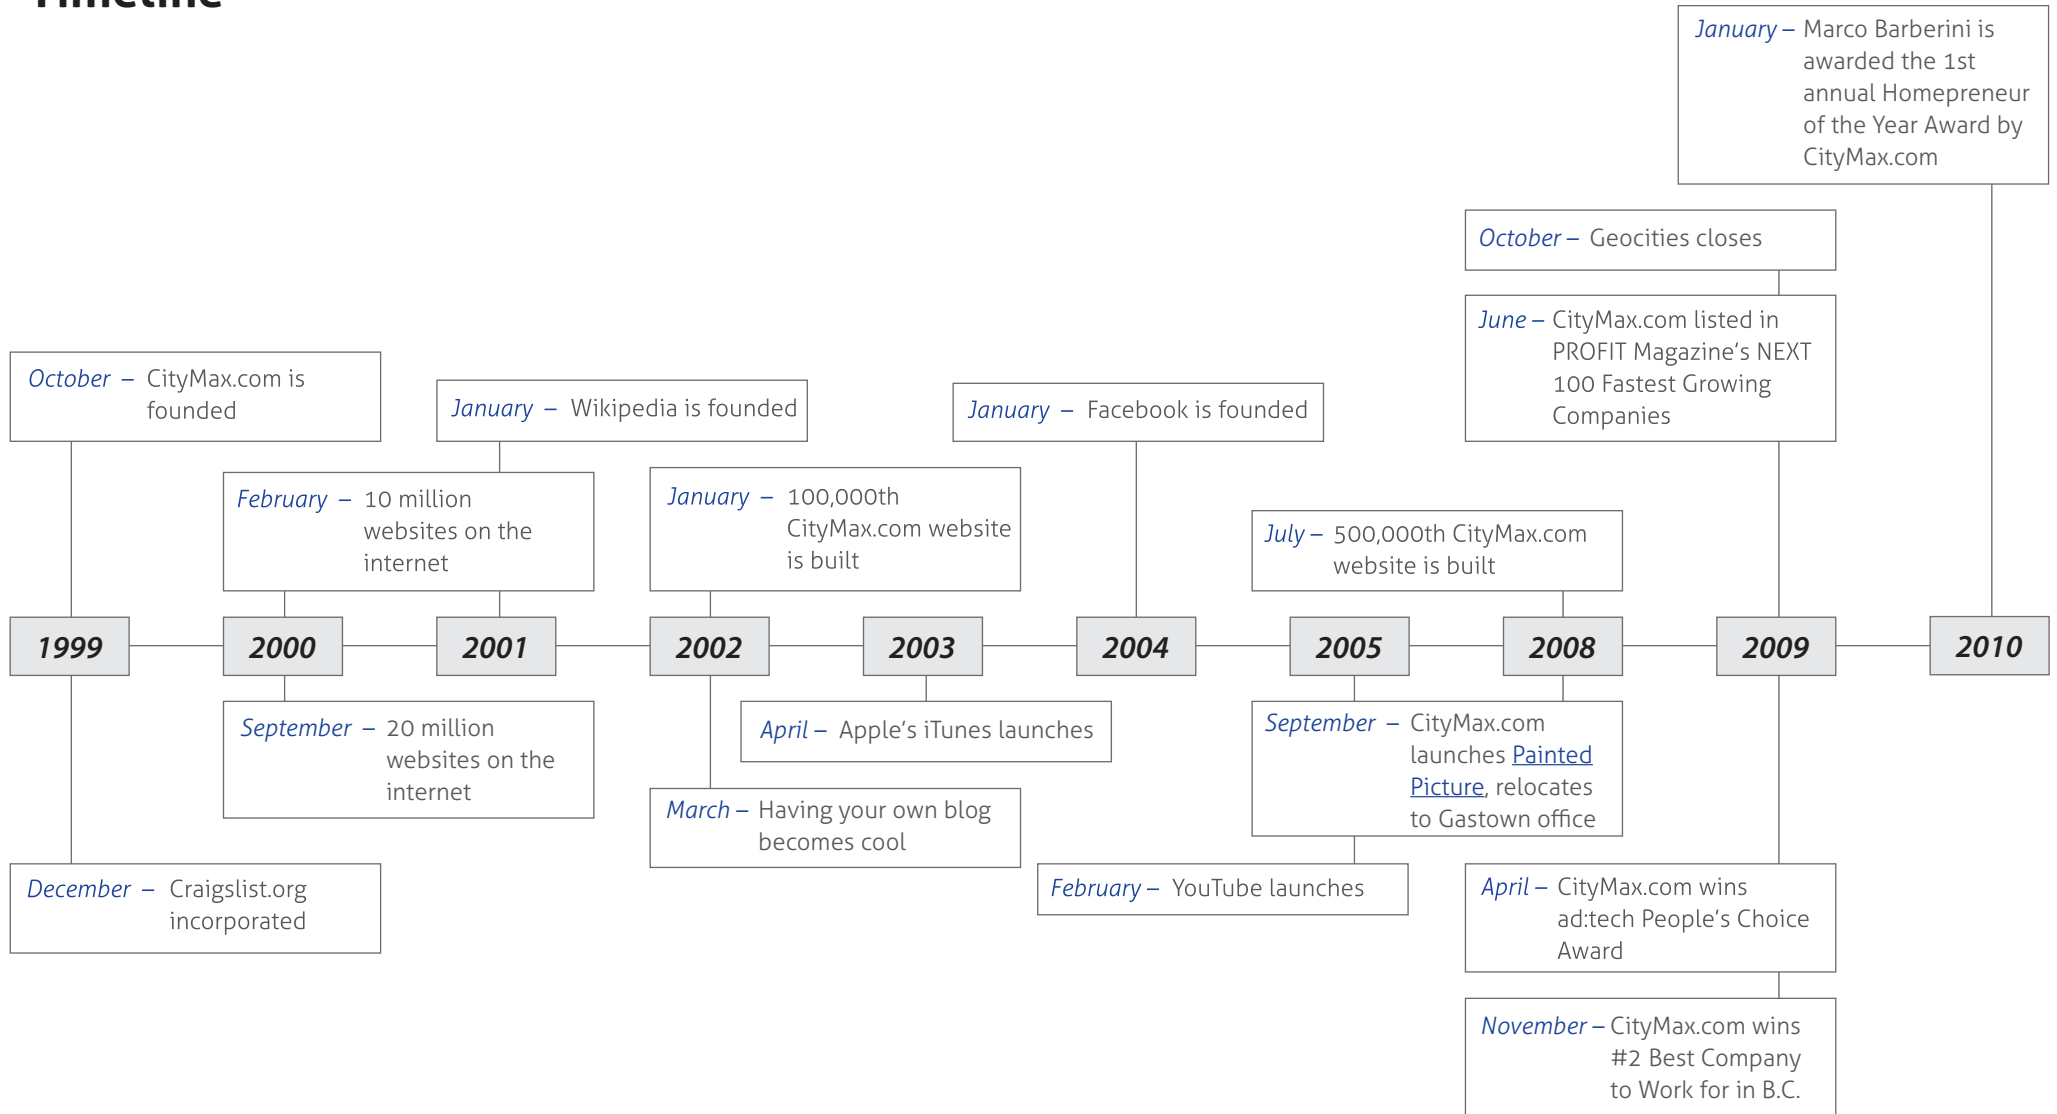 Timeline
January – Marco Barberini is
awarded the 1st
annual Homepreneur
of the Year Award by
CityMax.com
October – Geocities closes
June – CityMax.com listed in
PROFIT Magazine's NEXT
100 Fastest Growing
Companies
October – CityMax.com is
founded
January – Wikipedia is founded
January – Facebook is founded
February – 10 million
websites on the
internet
January – 100,000th
CityMax.com website
is built
July – 500,000th CityMax.com
website is built
1999
2000
2001
2002
2003
2004
2005
2008
2009
2010
September – 20 million
websites on the
internet
April – Apple's iTunes launches
September – CityMax.com
launches Painted
Picture, relocates
to Gastown office
March – Having your own blog
becomes cool
December – Craigslist.org
incorporated
February – YouTube launches
April – CityMax.com wins
ad:tech People's Choice
Award
November – CityMax.com wins
#2 Best Company
to Work for in B.C.